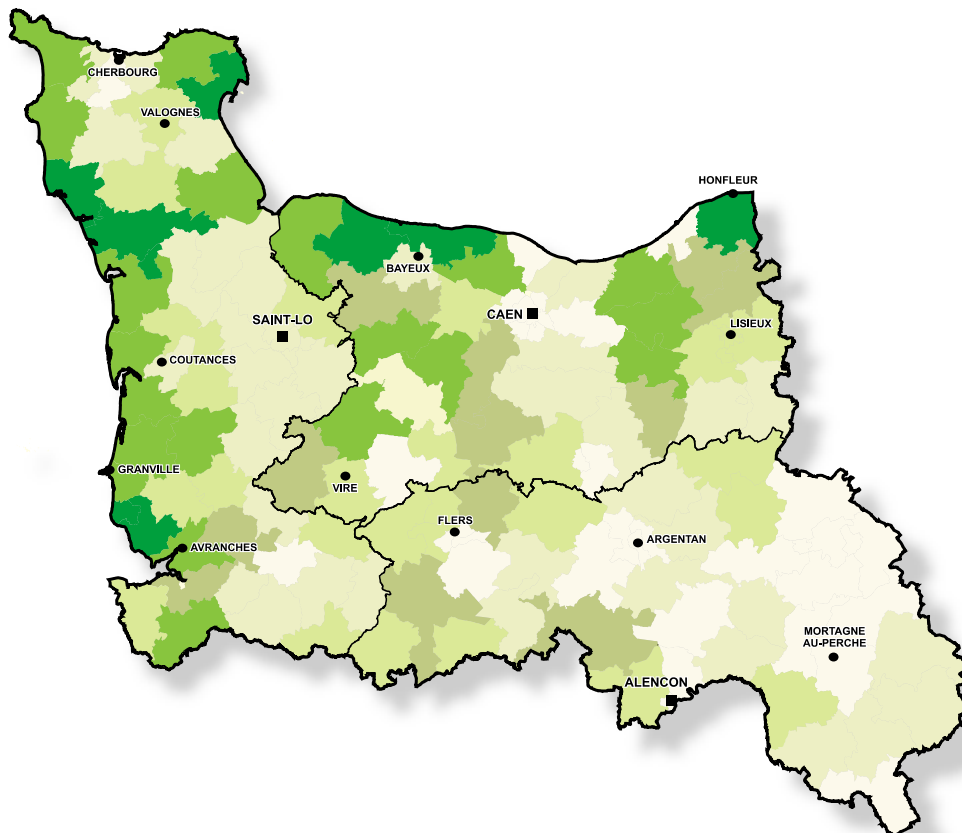 CHERBOURG
VALOGNES
HONFLEUR
BAYEUX
CAEN
SAINT-LO
LISIEUX
COUTANCES
GRANVILLE
VIRE
FLERS
ARGENTAN
AVRANCHES
MORTAGNE
AU-PERCHE
ALENCON